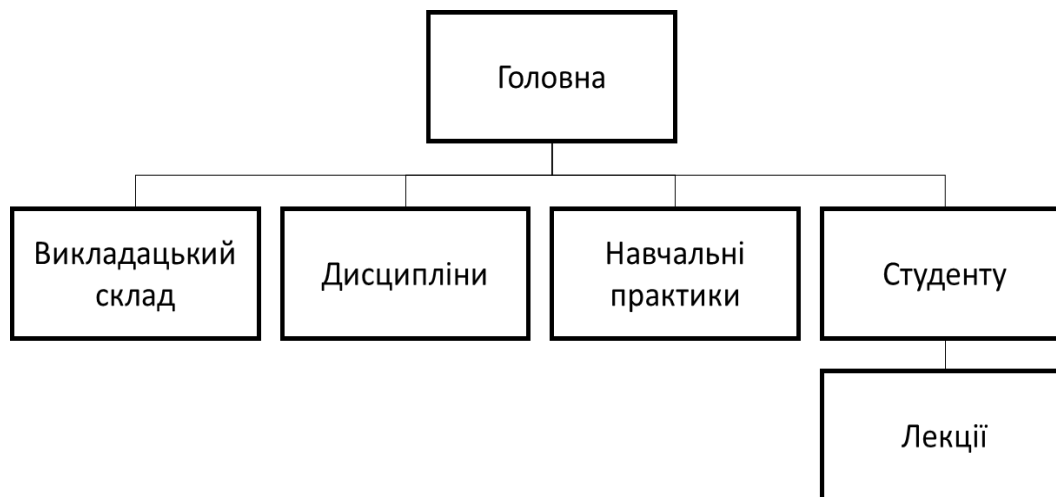 Головна
Викладацький
склад
Дисципліни
Навчальні
практики
Студенту
Лекції